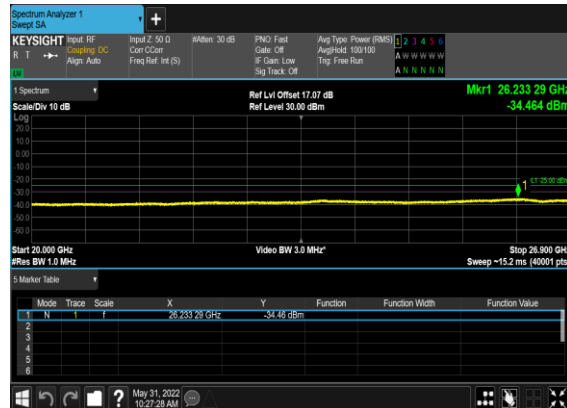 Spectrum Analyzer 1
Swept SA
+
KEYSIGHT Input: RF Input Z: 50 Ω #Atten: 30 dB PNO: Fast Avg Type: Power (RMS) 1 2 3 4 5 6
R T Coupling: DC Corr CCorr Gate: Off Avg|Hold: 100/100 A W W W W W
Align: Auto Freq Ref: Int (S) IF Gain: Low Trig: Free Run
Sig Track: Off A N N N N N
1 Spectrum Ref Lvl Offset 17.07 dB Mkr1 26.233 29 GHz
Scale/Div 10 dB Ref Level 30.00 dBm -34.464 dBm
Log
20.0
10.0
0.00
-10.0
-20.0
-30.0
-40.0
-50.0
-60.0
1 DL1 -25.00 dBm
Start 20.000 GHz Video BW 3.0 MHz* Stop 26.900 GHz
#Res BW 1.0 MHz Sweep ~15.2 ms (40001 pts)
5 Marker Table
Mode Trace Scale X Y Function Function Width Function Value
1 N 1 f 26.233 29 GHz -34.46 dBm
2
3
4
5
6
? May 31, 2022
10:27:28 AM